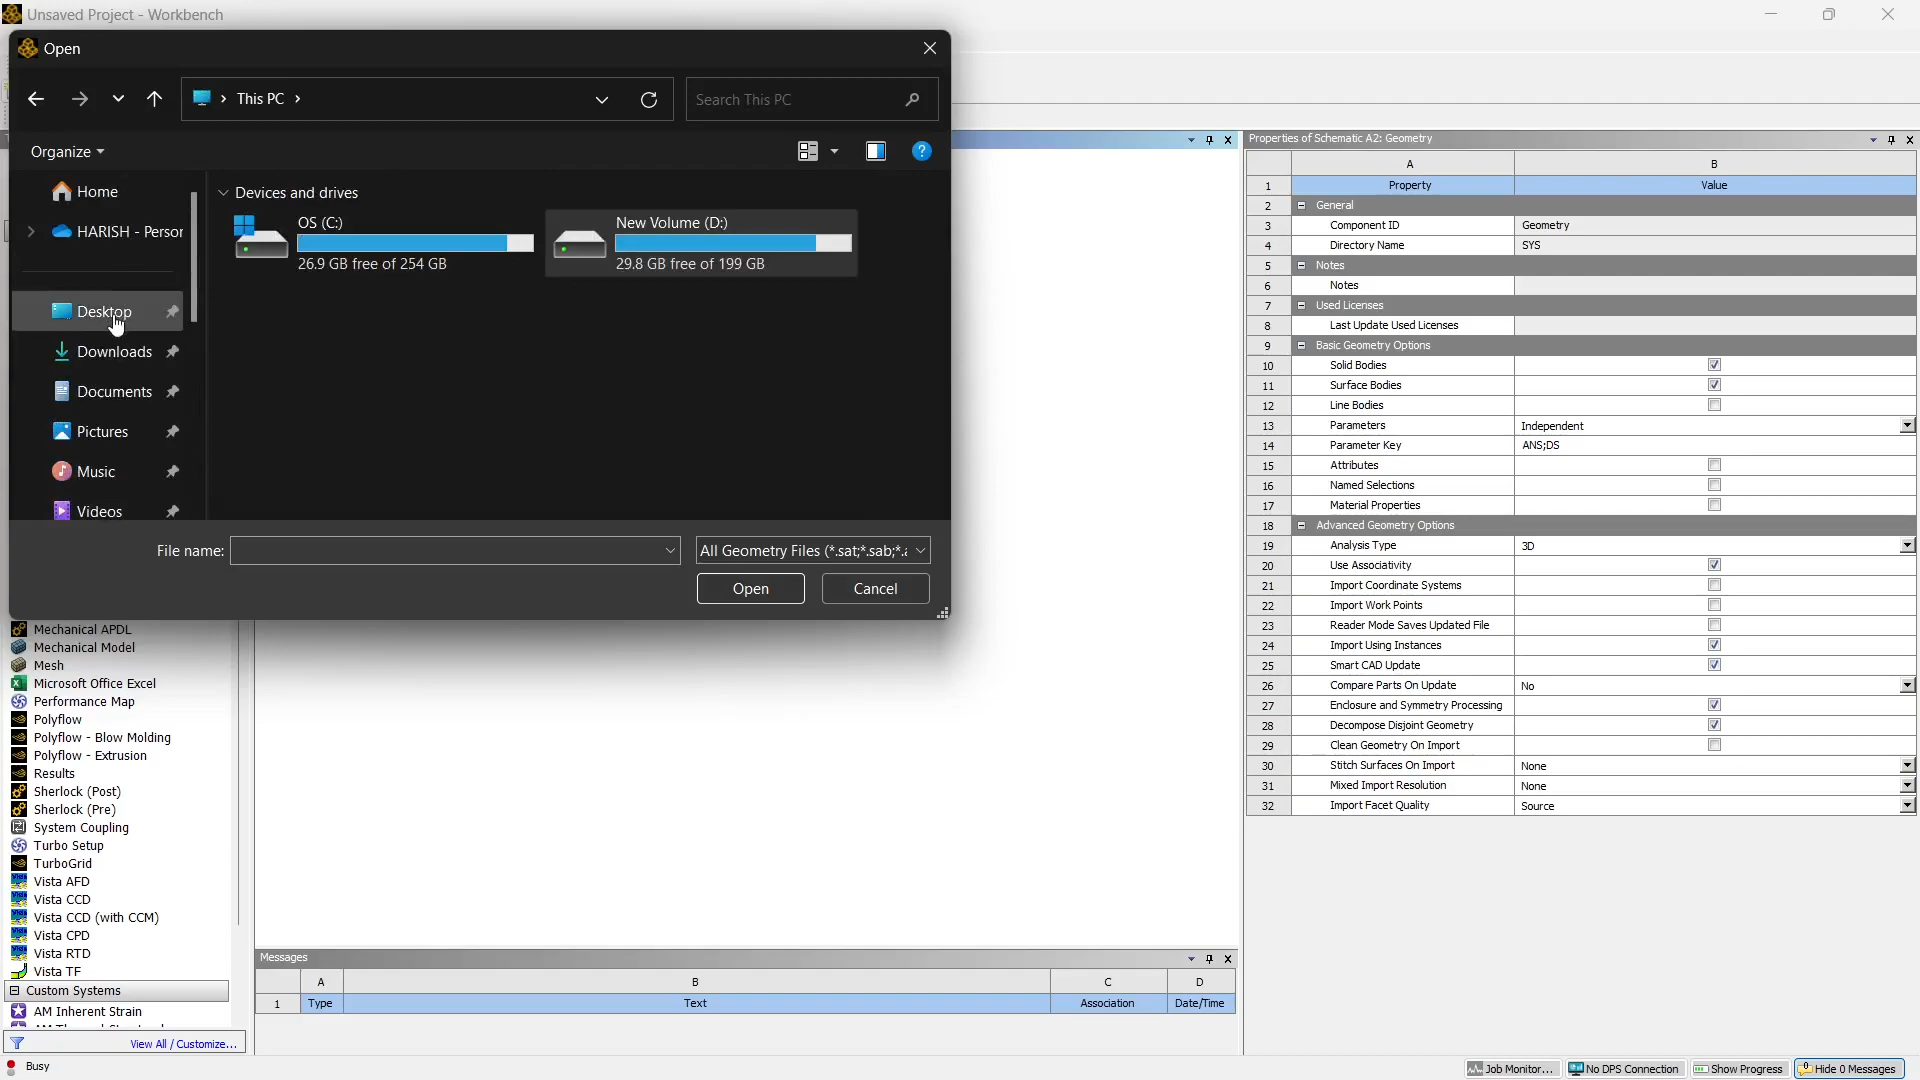 Unsaved Project - Workbench
Open
This PC
Search This PC
Organize
Home
HARISH - Persor
Desktop
Downloads
Documents
Pictures
Music
Videos
Devices and drives
OS (C:)
26.9 GB free of 254 GB
New Volume (D:)
29.8 GB free of 199 GB
File name:
All Geometry Files (*.sat;*.sab;*.
Open
Cancel
Mechanical APDL
Mechanical Model
Mesh
Microsoft Office Excel
Performance Map
Polyflow
Polyflow - Blow Molding
Polyflow - Extrusion
Results
Sherlock (Post)
Sherlock (Pre)
System Coupling
Turbo Setup
TurboGrid
Vista AFD
Vista CCD
Vista CCD (with CCM)
Vista CPD
Vista RTD
Vista TF
Custom Systems
AM Inherent Strain
View All / Customize...
Busy
Messages
A B C D
1 Type Text Association Date/Time
Properties of Schematic A2: Geometry
A B
1 Property Value
2 General
3 Component ID Geometry
4 Directory Name SYS
5 Notes
6 Notes
7 Used Licenses
8 Last Update Used Licenses
9 Basic Geometry Options
10 Solid Bodies
11 Surface Bodies
12 Line Bodies
13 Parameters Independent
14 Parameter Key ANS;DS
15 Attributes
16 Named Selections
17 Material Properties
18 Advanced Geometry Options
19 Analysis Type 3D
20 Use Associativity
21 Import Coordinate Systems
22 Import Work Points
23 Reader Mode Saves Updated File
24 Import Using Instances
25 Smart CAD Update
26 Compare Parts On Update No
27 Enclosure and Symmetry Processing
28 Decompose Disjoint Geometry
29 Clean Geometry On Import
30 Stitch Surfaces On Import None
31 Mixed Import Resolution None
32 Import Facet Quality Source
Job Monitor... No DPS Connection Show Progress Hide 0 Messages